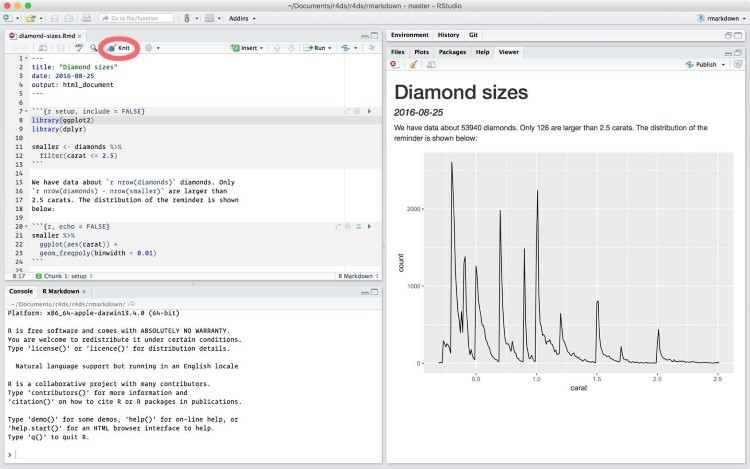 ~/Documents/r4ds/r4ds/rmarkdown - master - RStudio
Go to file/function
Addins
rmarkdown
diamond-sizes.Rmd
ABC
Knit
Insert
Run
1 ---
2 title: "Diamond sizes"
3 date: 2016-08-25
4 output: html_document
5 ---
6
7 ```{r setup, include = FALSE}
8 library(ggplot2)
9 library(dplyr)
10
11 smaller <- diamonds %>%
12 filter(carat <= 2.5)
13 ```
14
15 We have data about `r nrow(diamonds)` diamonds. Only
16 `r nrow(diamonds) - nrow(smaller)` are larger than
17 2.5 carats. The distribution of the reminder is shown
18 below:
19
20 ```{r, echo = FALSE}
21 smaller %>%
22 ggplot(aes(carat)) +
23 geom_freqpoly(binwidth = 0.01)
24 ```
25
8:17 Chunk 1: setup R Markdown
Console R Markdown
~/Documents/r4ds/r4ds/rmarkdown/
Platform: x86_64-apple-darwin13.4.0 (64-bit)
R is free software and comes with ABSOLUTELY NO WARRANTY.
You are welcome to redistribute it under certain conditions.
Type 'license()' or 'licence()' for distribution details.
Natural language support but running in an English locale
R is a collaborative project with many contributors.
Type 'contributors()' for more information and
'citation()' on how to cite R or R packages in publications.
Type 'demo()' for some demos, 'help()' for on-line help, or
'help.start()' for an HTML browser interface to help.
Type 'q()' to quit R.
>
Environment History Git
Files Plots Packages Help Viewer
Publish
Diamond sizes
2016-08-25
We have data about 53940 diamonds. Only 126 are larger than 2.5 carats. The distribution of the
reminder is shown below:
2000
1000
0
count
0.5 1.0 1.5 2.0 2.5
carat